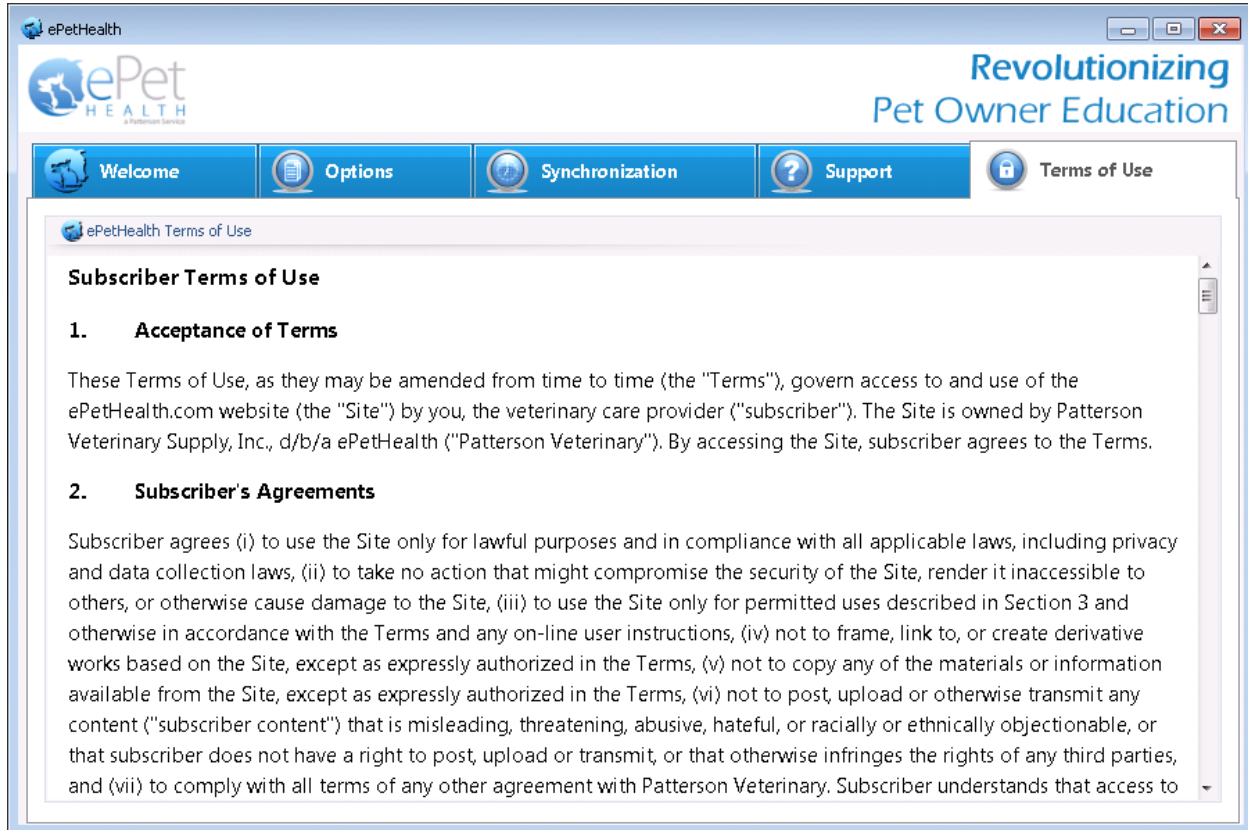 ePetHealth
ePet
HEALTH
a Patterson Service
Revolutionizing
Pet Owner Education
Welcome
Options
Synchronization
Support
Terms of Use
ePetHealth Terms of Use
Subscriber Terms of Use
1. Acceptance of Terms
These Terms of Use, as they may be amended from time to time (the "Terms"), govern access to and use of the
ePetHealth.com website (the "Site") by you, the veterinary care provider ("subscriber"). The Site is owned by Patterson
Veterinary Supply, Inc., d/b/a ePetHealth ("Patterson Veterinary"). By accessing the Site, subscriber agrees to the Terms.
2. Subscriber's Agreements
Subscriber agrees (i) to use the Site only for lawful purposes and in compliance with all applicable laws, including privacy
and data collection laws, (ii) to take no action that might compromise the security of the Site, render it inaccessible to
others, or otherwise cause damage to the Site, (iii) to use the Site only for permitted uses described in Section 3 and
otherwise in accordance with the Terms and any on-line user instructions, (iv) not to frame, link to, or create derivative
works based on the Site, except as expressly authorized in the Terms, (v) not to copy any of the materials or information
available from the Site, except as expressly authorized in the Terms, (vi) not to post, upload or otherwise transmit any
content ("subscriber content") that is misleading, threatening, abusive, hateful, or racially or ethnically objectionable, or
that subscriber does not have a right to post, upload or transmit, or that otherwise infringes the rights of any third parties,
and (vii) to comply with all terms of any other agreement with Patterson Veterinary. Subscriber understands that access to